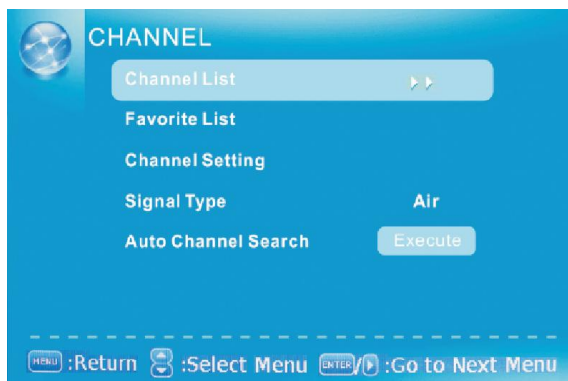 CHANNEL
Channel List
Favorite List
Channel Setting
Signal Type Air
Auto Channel Search Execute
MENU :Return :Select Menu ENTER/ :Go to Next Menu